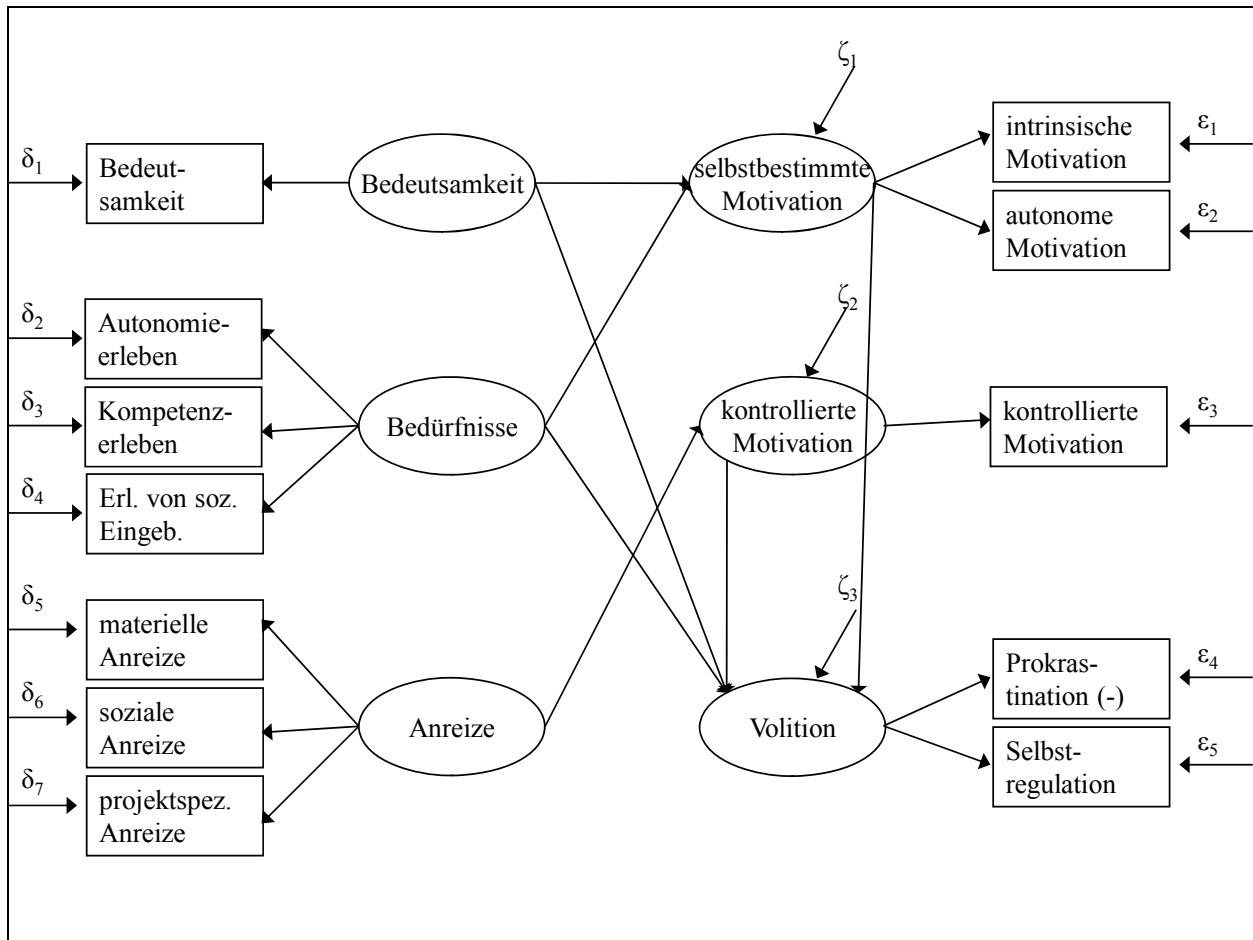 ζ1
δ1
Bedeut-
samkeit
Bedeutsamkeit
selbstbestimmte
Motivation
intrinsische
Motivation
ε1
autonome
Motivation
ε2
δ2
Autonomie-
erleben
δ3
Kompetenz-
erleben
δ4
Erl. von soz.
Eingeb.
Bedürfnisse
ζ2
kontrollierte
Motivation
kontrollierte
Motivation
ε3
δ5
materielle
Anreize
δ6
soziale
Anreize
δ7
projektspez.
Anreize
Anreize
ζ3
Volition
Prokras-
tination (-)
ε4
Selbst-
regulation
ε5